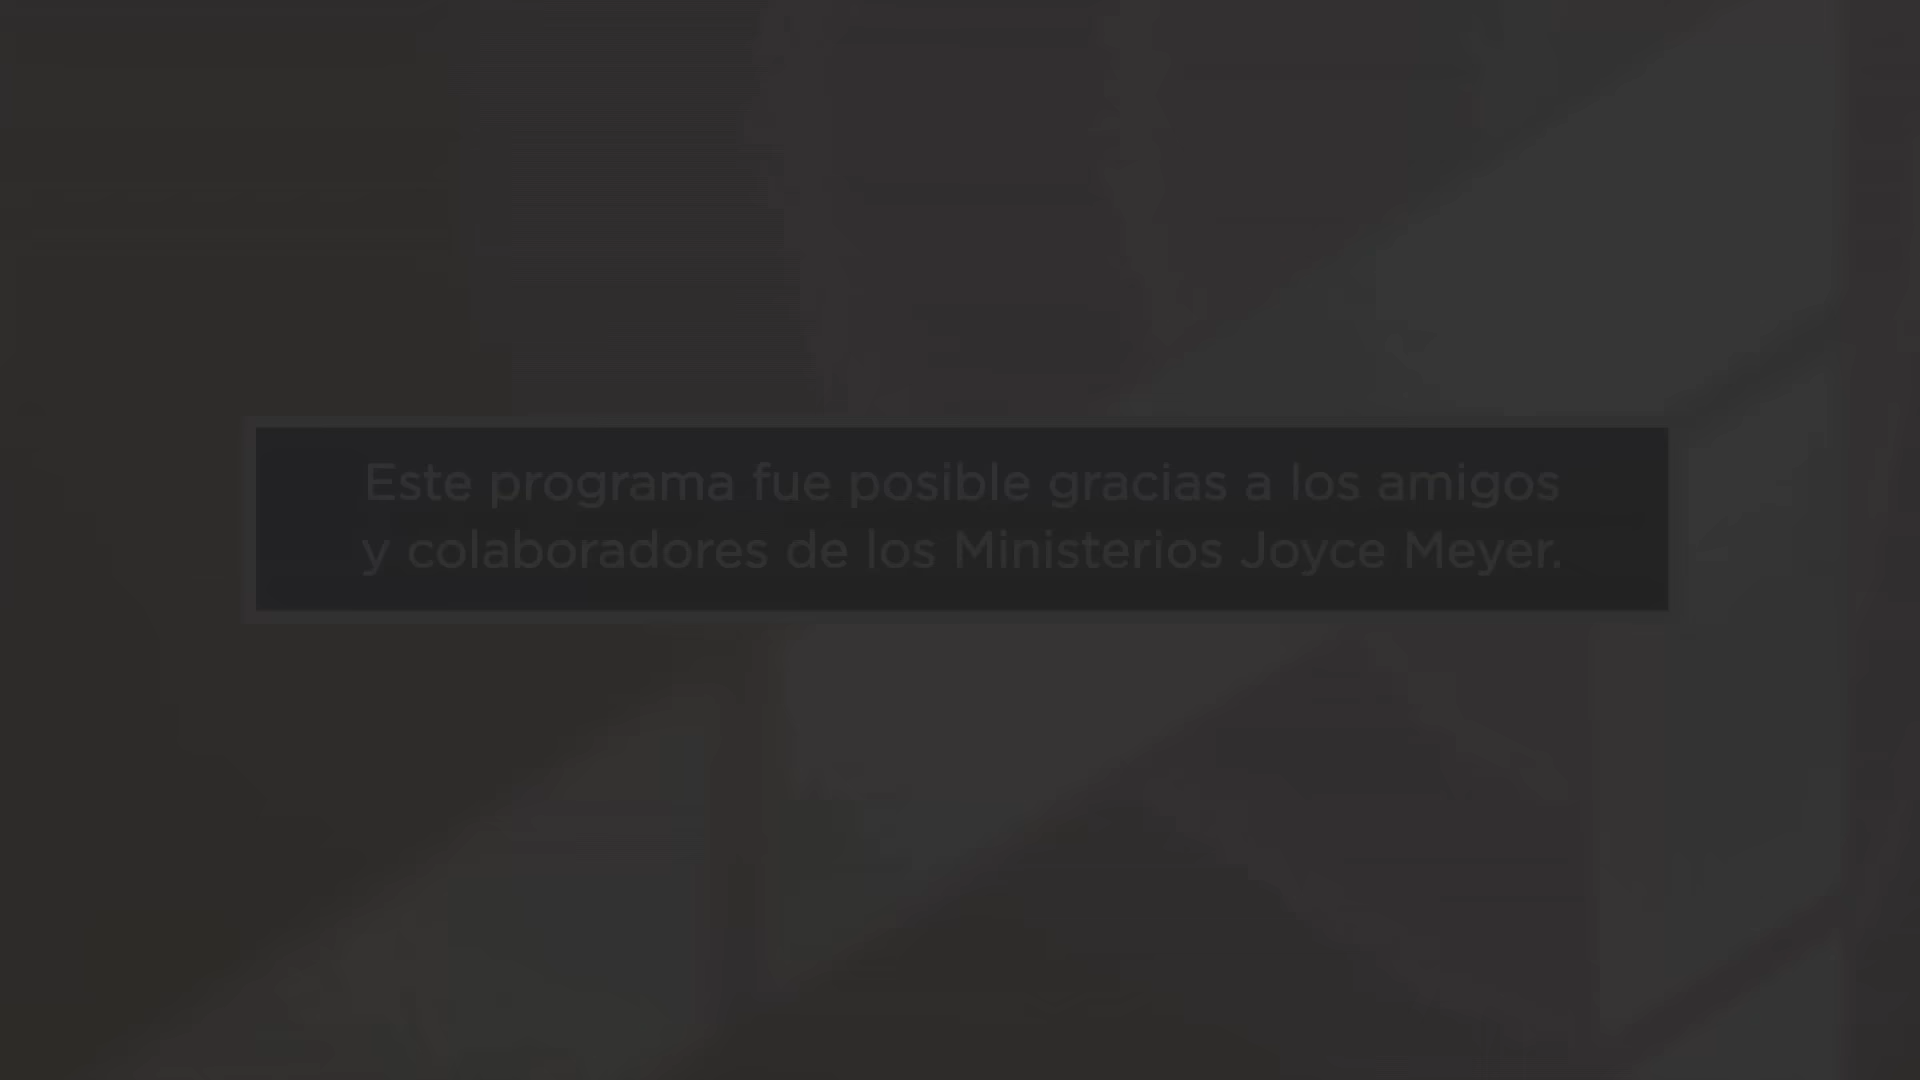 Este programa fue posible gracias a los amigos
y colaboradores de los Ministerios Joyce Meyer.